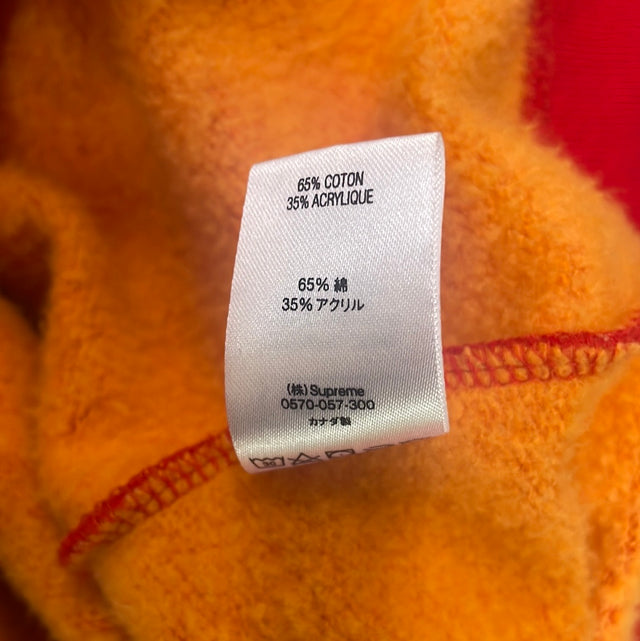 65% COTON
35% ACRYLIQUE
65% 綿
35% アクリル
(株) Supreme
0570-057-300
カナダ製